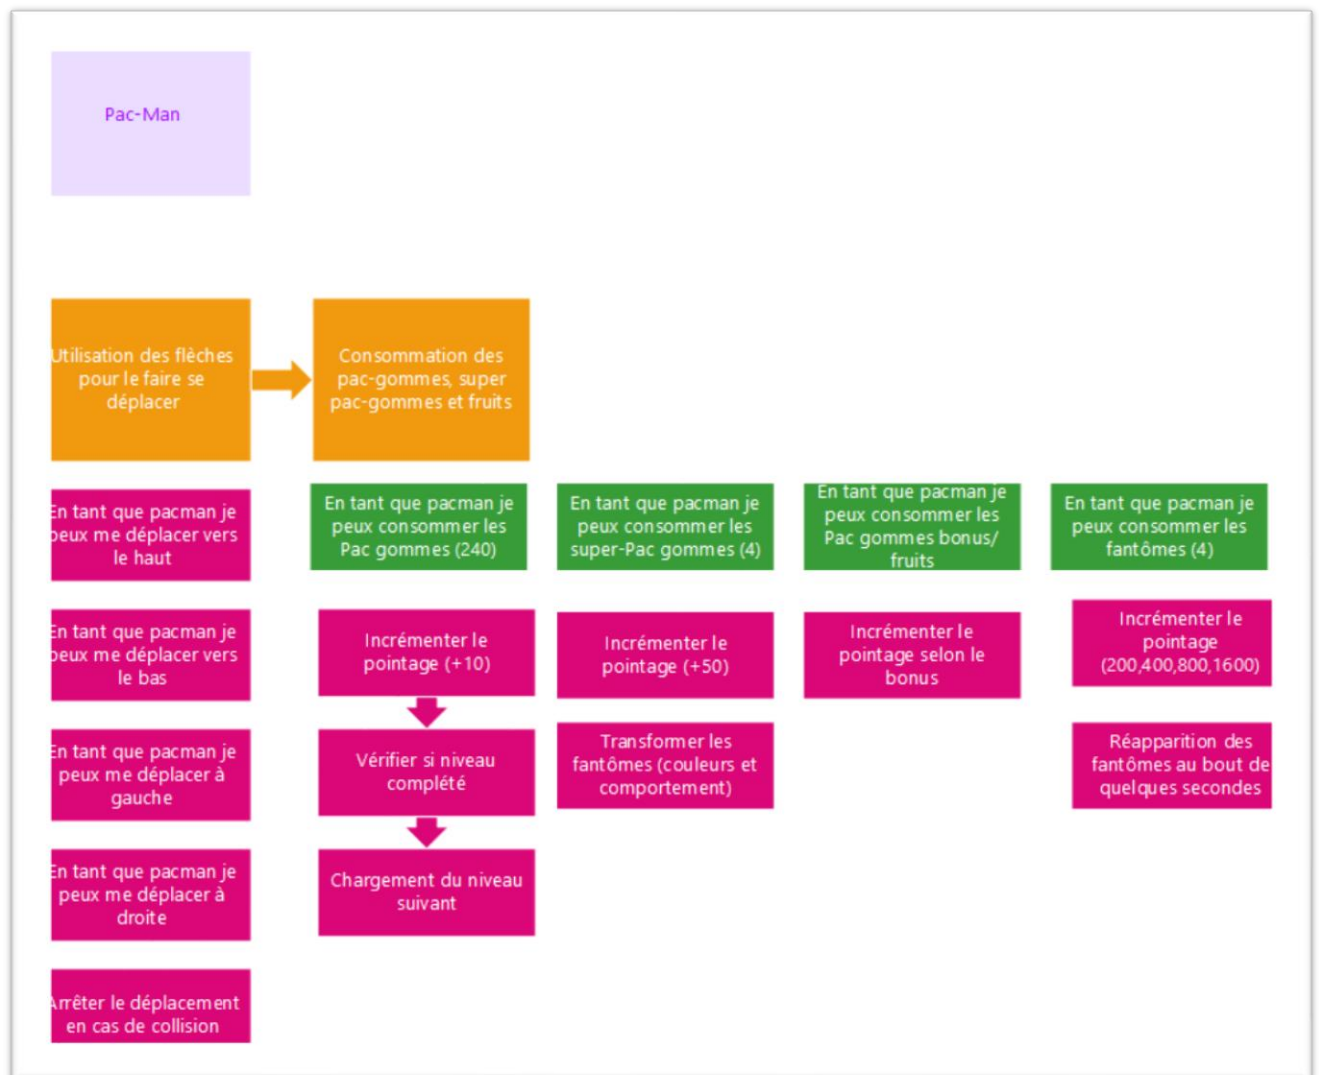 Pac-Man
Utilisation des flèches
pour le faire se
déplacer
Consommation des
pac-gommes, super
pac-gommes et fruits
En tant que pacman je
peux me déplacer vers
le haut
En tant que pacman je
peux consommer les
Pac gommes (240)
En tant que pacman je
peux consommer les
super-Pac gommes (4)
En tant que pacman je
peux consommer les
Pac gommes bonus/
fruits
En tant que pacman je
peux consommer les
fantômes (4)
En tant que pacman je
peux me déplacer vers
le bas
Incrémenter le
pointage (+10)
Incrémenter le
pointage (+50)
Incrémenter le
pointage selon le
bonus
Incrémenter le
pointage
(200,400,800,1600)
En tant que pacman je
peux me déplacer à
gauche
Vérifier si niveau
complété
Transformer les
fantômes (couleurs et
comportement)
Réapparition des
fantômes au bout de
quelques secondes
En tant que pacman je
peux me déplacer à
droite
Chargement du niveau
suivant
Arrêter le déplacement
en cas de collision